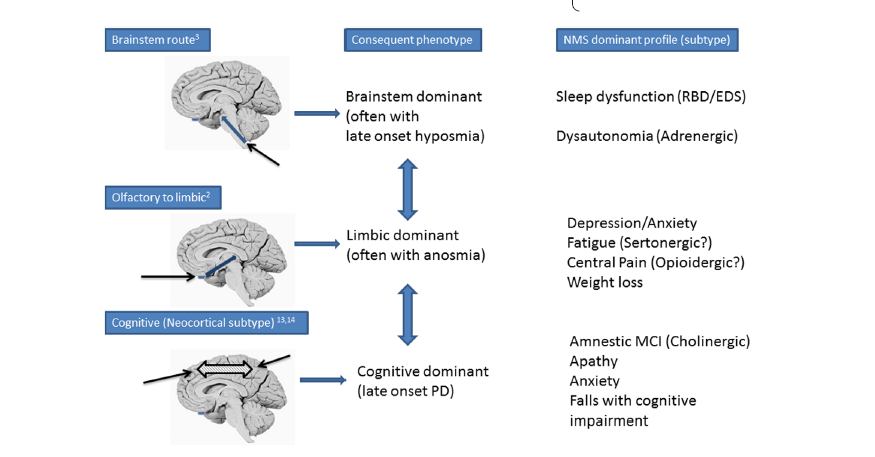 Brainstem route³
Consequent phenotype
NMS dominant profile (subtype)
Brainstem dominant
(often with
late onset hyposmia)
Sleep dysfunction (RBD/EDS)
Dysautonomia (Adrenergic)
Olfactory to limbic²
Limbic dominant
(often with anosmia)
Depression/Anxiety
Fatigue (Sertonergic?)
Central Pain (Opioidergic?)
Weight loss
Cognitive (Neocortical subtype) ¹³,¹⁴
Cognitive dominant
(late onset PD)
Amnestic MCI (Cholinergic)
Apathy
Anxiety
Falls with cognitive
impairment